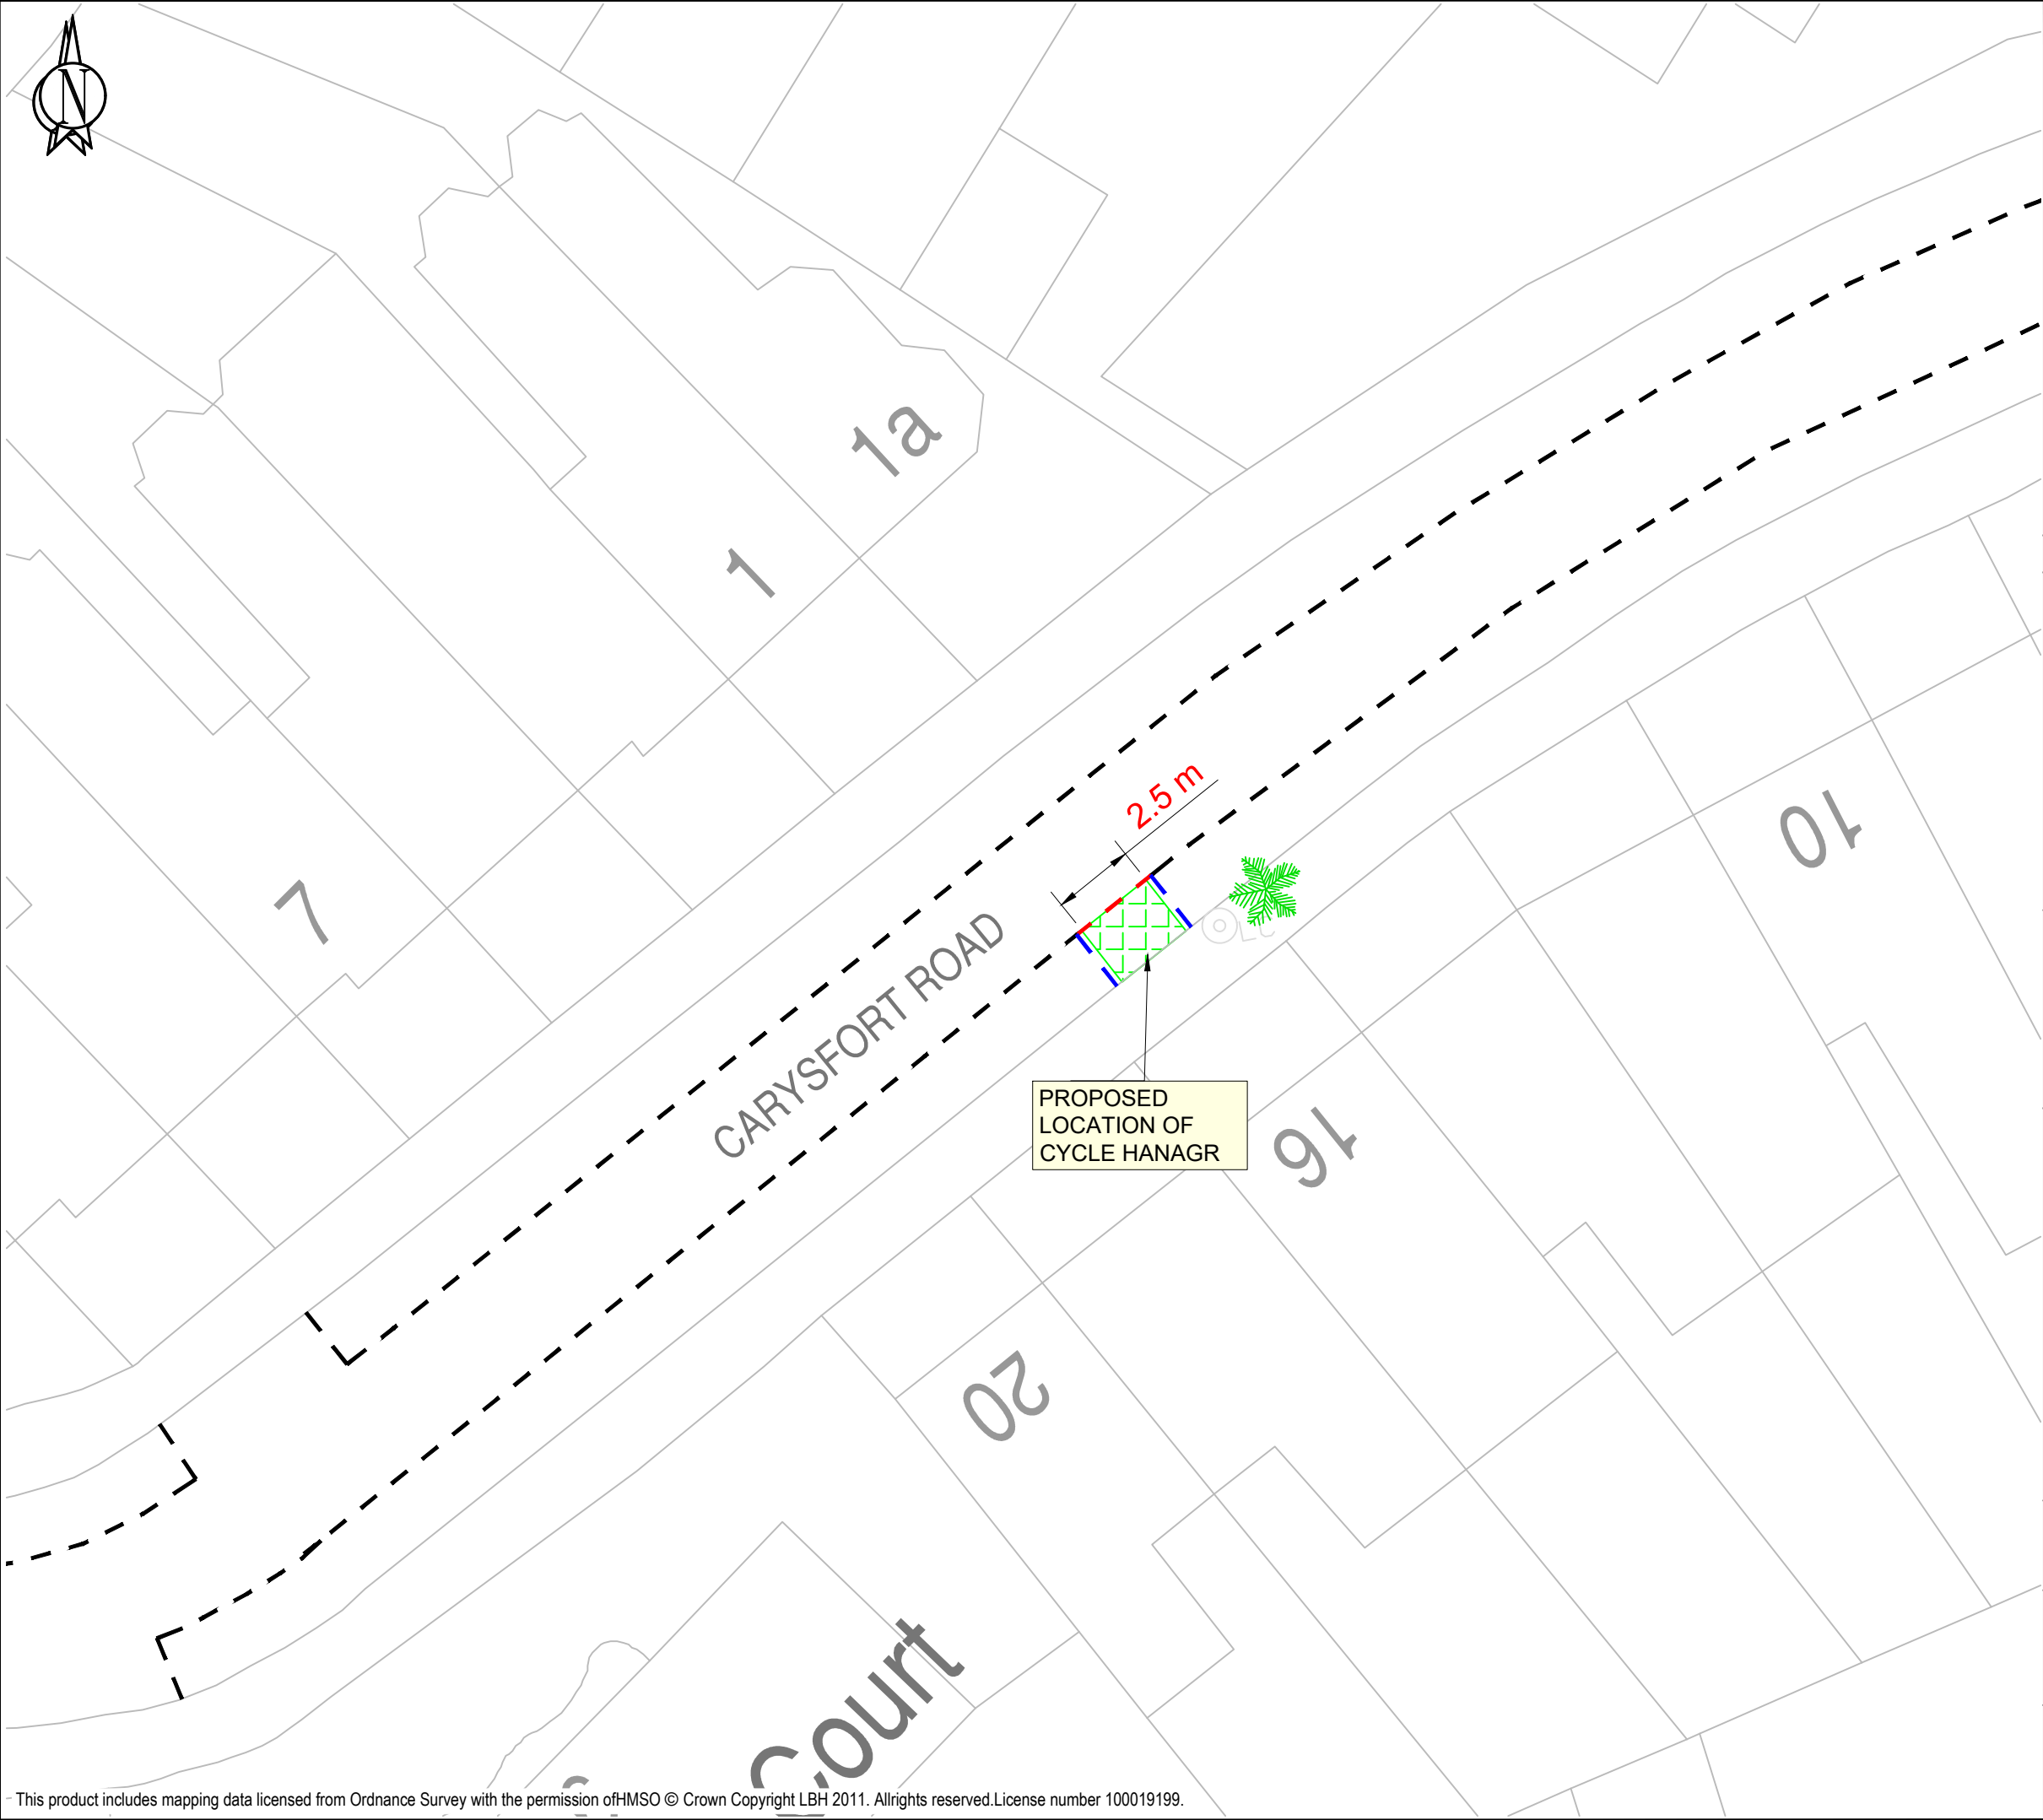 N
1a
1
7
2.5 m
10
CARYSFORT ROAD
PROPOSED
LOCATION OF
CYCLE HANAGR
16
20
Court
This product includes mapping data licensed from Ordnance Survey with the permission ofHMSO © Crown Copyright LBH 2011. Allrights reserved.License number 100019199.